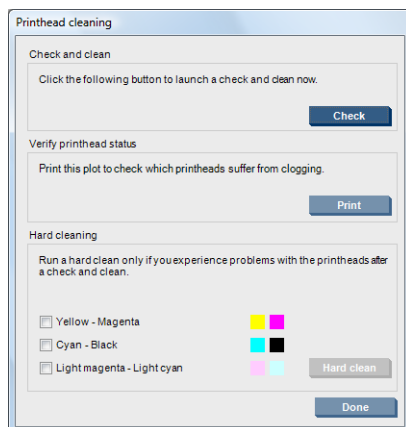 Printhead cleaning
Check and clean
Click the following button to launch a check and clean now.
Check
Verify printhead status
Print this plot to check which printheads suffer from clogging.
Print
Hard cleaning
Run a hard clean only if you experience problems with the printheads after
a check and clean.
Yellow - Magenta
Cyan - Black
Light magenta - Light cyan
Hard clean
Done